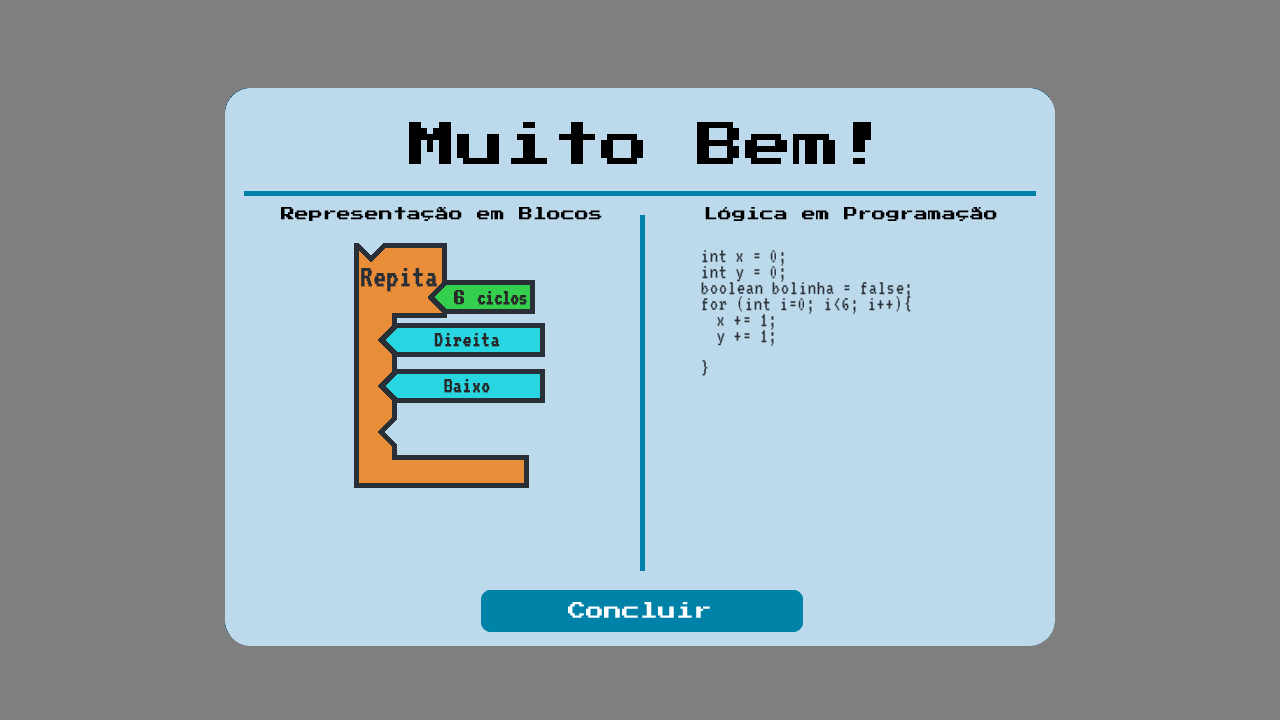 Muito Bem!
Representação em Blocos
Repita
6 ciclos
Direita
Baixo
Lógica em Programação
int x = 0;
int y = 0;
boolean bolinha = false;
for (int i=0; i<6; i++){
  x += 1;
  y += 1;
}
Concluir